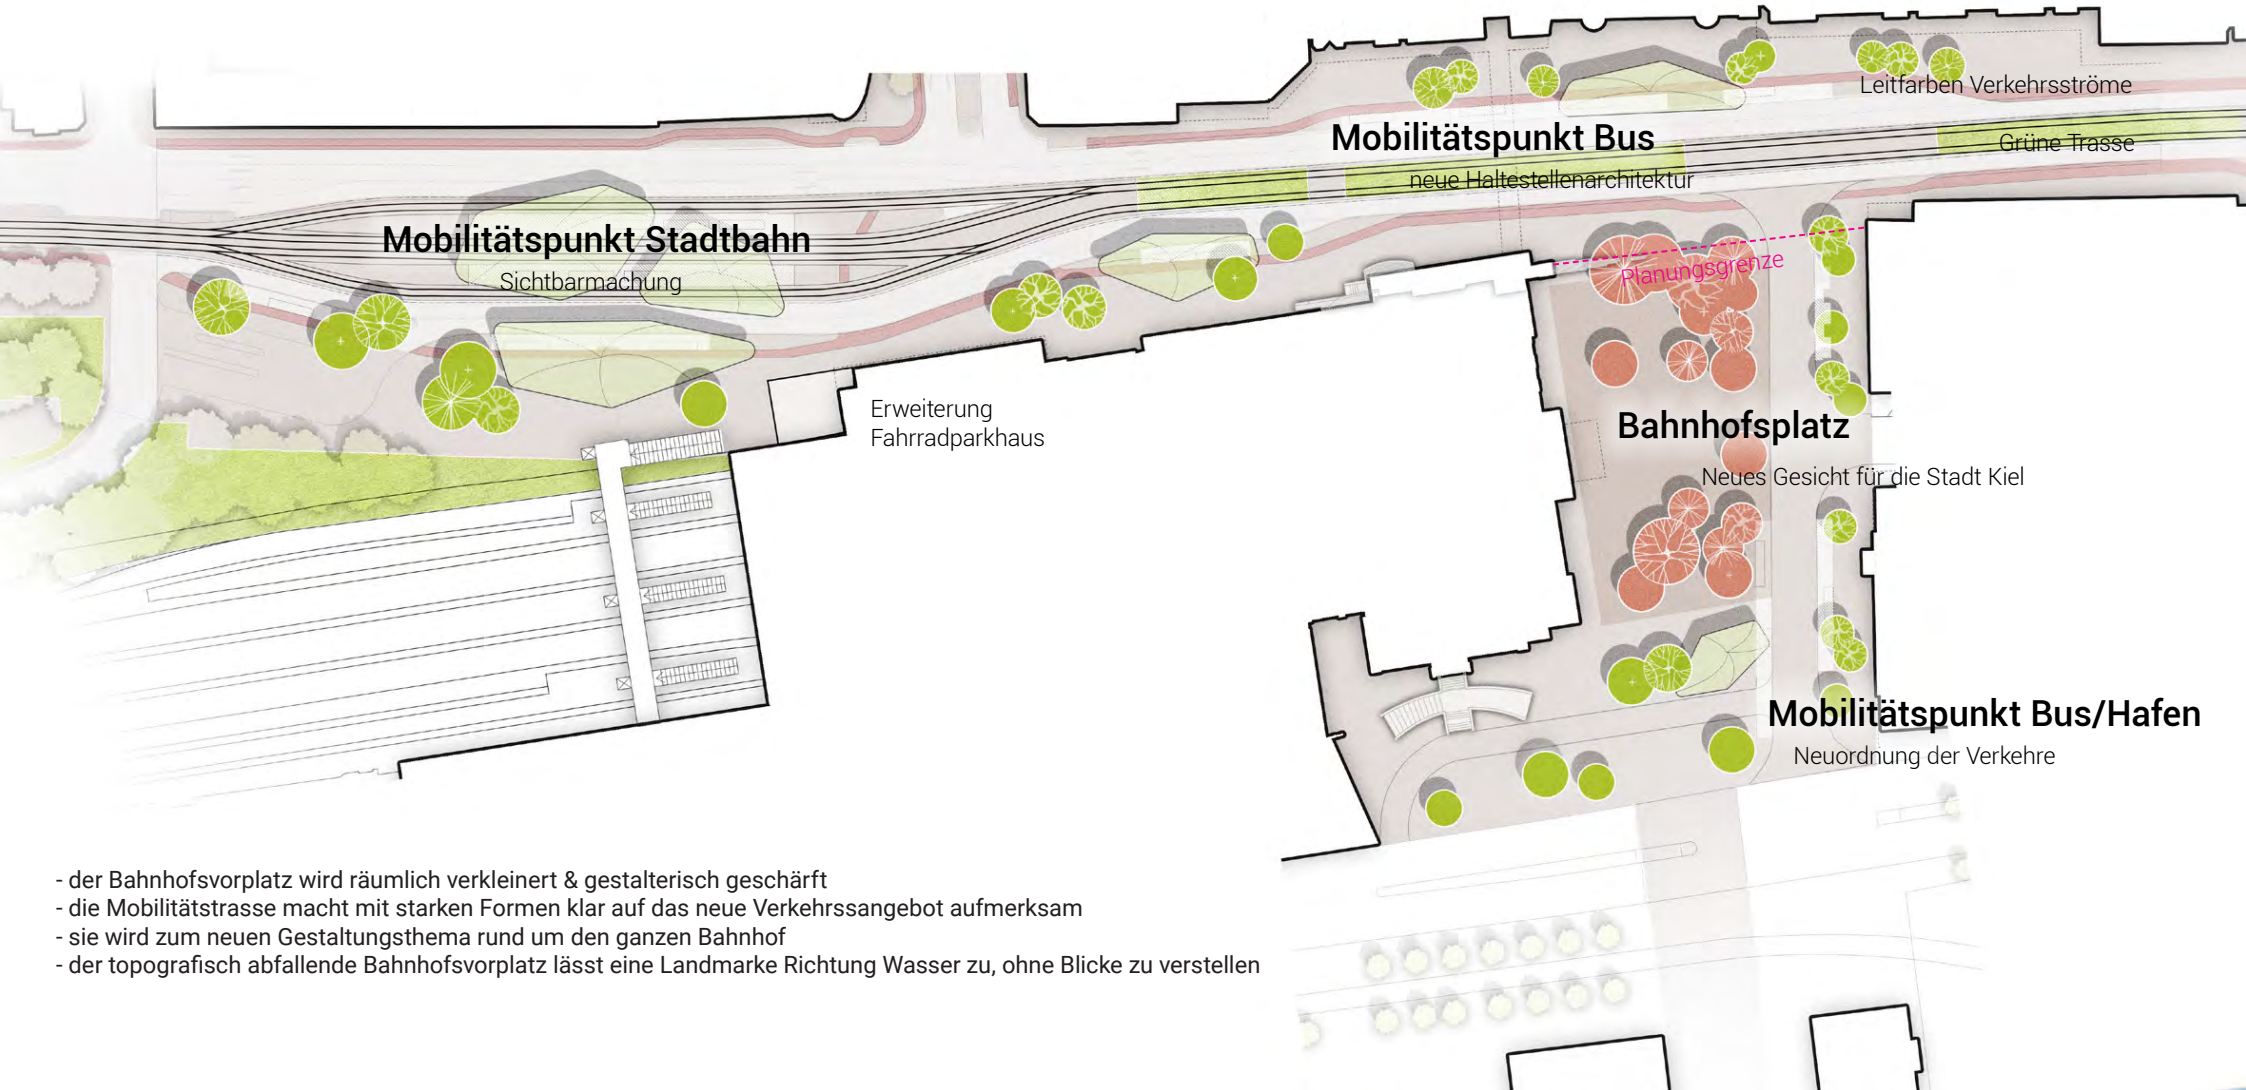 Leitfarben Verkehrsströme
Mobilitätspunkt Bus
Grüne Trasse
neue Haltestellenarchitektur
Mobilitätspunkt Stadtbahn
Sichtbarmachung
Planungsgrenze
Erweiterung
Fahrradparkhaus
Bahnhofsplatz
Neues Gesicht für die Stadt Kiel
Mobilitätspunkt Bus/Hafen
Neuordnung der Verkehre
- der Bahnhofsvorplatz wird räumlich verkleinert & gestalterisch geschärft
- die Mobilitätstrasse macht mit starken Formen klar auf das neue Verkehrssangebot aufmerksam
- sie wird zum neuen Gestaltungsthema rund um den ganzen Bahnhof
- der topografisch abfallende Bahnhofsvorplatz lässt eine Landmarke Richtung Wasser zu, ohne Blicke zu verstellen